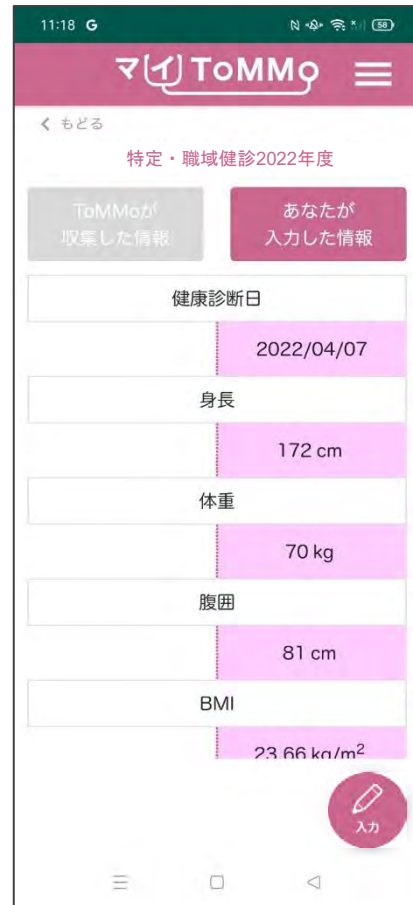 11:18 G 58
マイToMMo
もどる
特定・職域健診2022年度
ToMMoが
収集した情報
あなたが
入力した情報
健康診断日
2022/04/07
身長
172 cm
体重
70 kg
腹囲
81 cm
BMI
23.66 kg/m²
入力